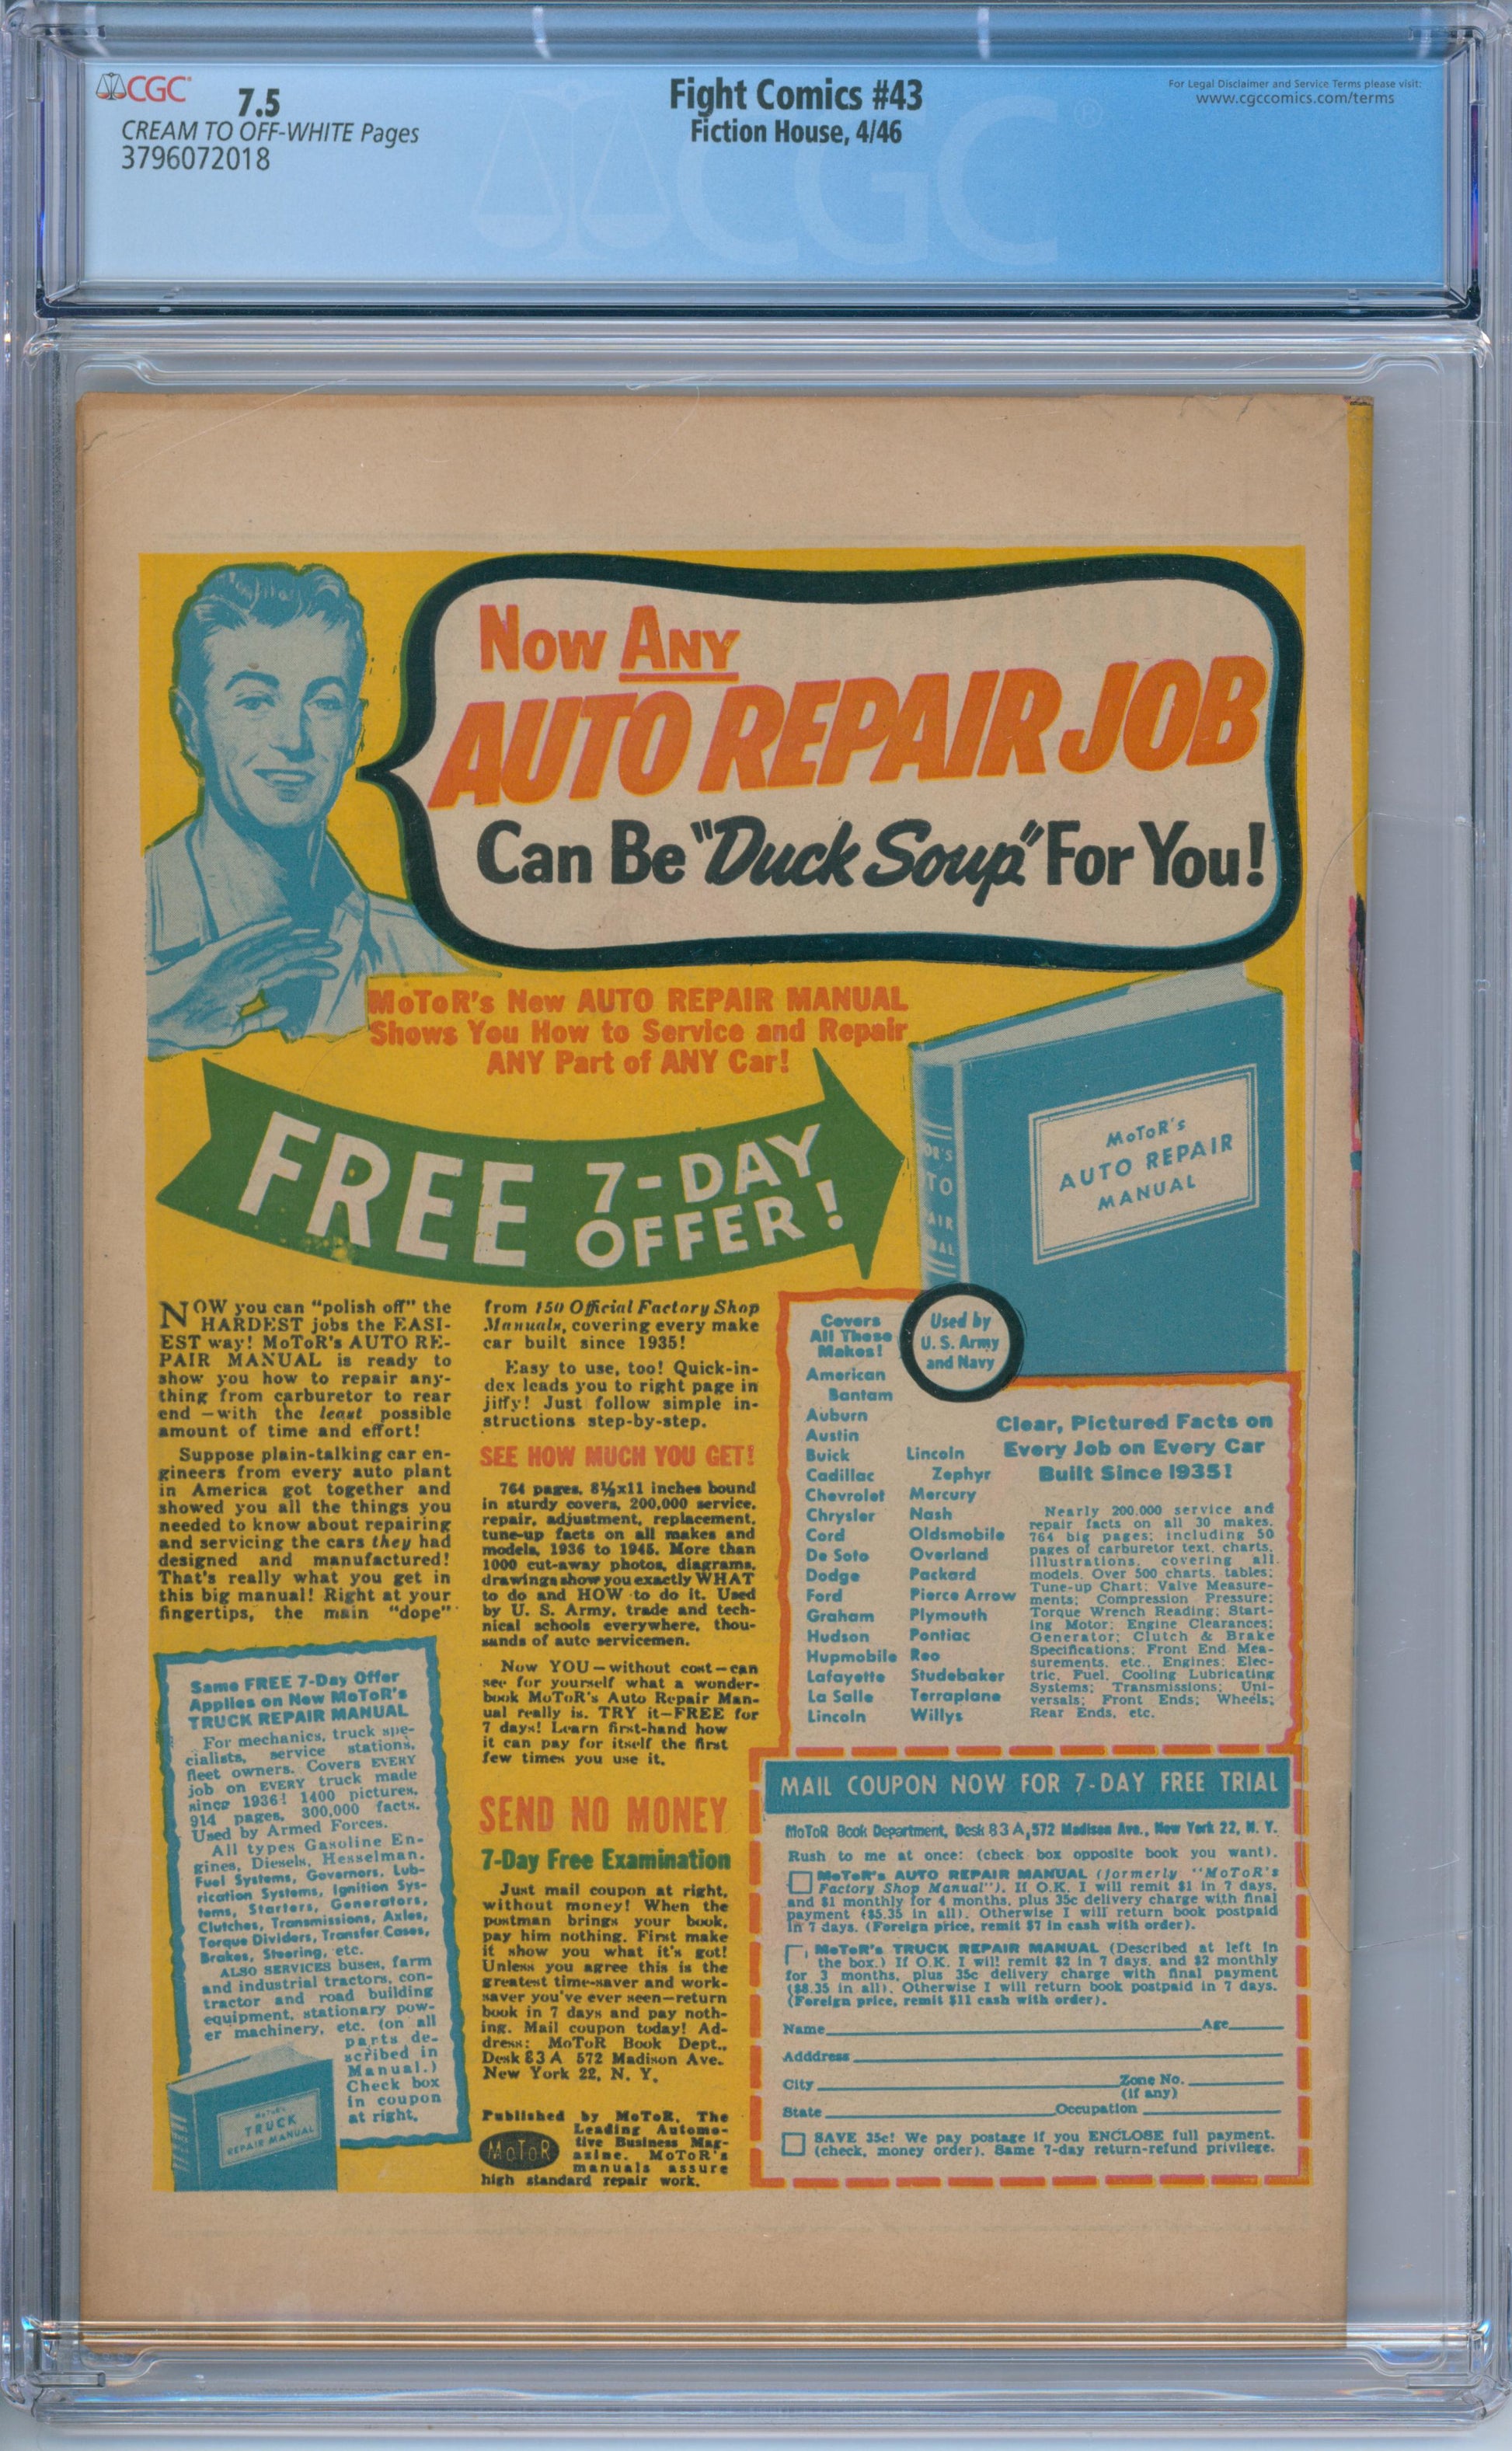 CGC
7.5
CREAM TO OFF-WHITE Pages
3796072018
Fight Comics #43
Fiction House, 4/46
For Legal Disclaimer and Service Terms please visit:
www.cgccomics.com/terms
CGC
NOW ANY
AUTO REPAIR JOB
Can Be "Duck Soup" For You!
MoToR's New AUTO REPAIR MANUAL
Shows You How to Service and Repair
ANY Part of ANY Car!
FREE 7-DAY
OFFER!
MoToR's
AUTO REPAIR
MANUAL
NOW you can "polish off" the
HARDEST jobs the EASI-
EST way! MoToR's AUTO RE-
PAIR MANUAL is ready to
show you how to repair any-
thing from carburetor to rear
end—with the least possible
amount of time and effort!
Suppose plain-talking car en-
gineers from every auto plant
in America got together and
showed you all the things you
needed to know about repairing
and servicing the cars they had
designed and manufactured!
That's really what you get in
this big manual! Right at your
fingertips, the main "dope"
from 150 Official Factory Shop
Manuals, covering every make
car built since 1935!
Easy to use, too! Quick-in-
dex leads you to right page in
jiffy! Just follow simple in-
structions step-by-step.
SEE HOW MUCH YOU GET!
764 pages, 8½x11 inches bound
in sturdy covers, 200,000 service,
repair, adjustment, replacement,
tune-up facts on all makes and
models, 1936 to 1945. More than
1000 cut-away photos, diagrams,
drawings show you exactly WHAT
to do and HOW to do it. Used
by U. S. Army, trade and tech-
nical schools everywhere, thou-
sands of auto servicemen.
Now YOU—without cost—can
see for yourself what a wonder-
book MoToR's Auto Repair Man-
ual really is. TRY it—FREE for
7 days! Learn first-hand how
it can pay for itself the first
few times you use it.
SEND NO MONEY
7-Day Free Examination
Just mail coupon at right,
without money! When the
postman brings your book,
pay him nothing. First make
it show you what it's got!
Unless you agree this is the
greatest time-saver and work-
saver you've ever seen—return
book in 7 days and pay noth-
ing. Mail coupon today! Ad-
dress: MoToR Book Dept.,
Desk 83A 572 Madison Ave.
New York 22, N. Y.
Published by MoToR, The
Leading Automo-
tive Business Mag-
azine. MoToR's
manuals assure
high standard repair work.
MoToR
Same FREE 7-Day Offer
Applies on New MoToR's
TRUCK REPAIR MANUAL
For mechanics, truck spe-
cialists, service stations,
fleet owners. Covers EVERY
job on EVERY truck made
since 1936! 1400 pictures,
914 pages, 300,000 facts.
Used by Armed Forces.
All types Gasoline En-
gines, Diesels, Hesselman.
Fuel Systems, Governors, Lub-
rication Systems, Ignition Sys-
tems, Starters, Generators,
Clutches, Transmissions, Axles,
Torque Dividers, Transfer Cases,
Brakes, Steering, etc.
ALSO SERVICES buses, farm
and industrial tractors, con-
tractor and road building
equipment, stationary pow-
er machinery, etc. (on all
parts de-
scribed in
Manual.)
Check box
in coupon
at right.
MoToR's
TRUCK
REPAIR MANUAL
Covers
All These
Makes!
Used by
U. S. Army
and Navy
American
Bantam
Auburn
Austin
Buick
Cadillac
Chevrolet
Chrysler
Cord
De Soto
Dodge
Ford
Graham
Hudson
Hupmobile
Lafayette
La Salle
Lincoln
Lincoln
Zephyr
Mercury
Nash
Oldsmobile
Overland
Packard
Pierce Arrow
Plymouth
Pontiac
Reo
Studebaker
Terraplane
Willys
Clear, Pictured Facts on
Every Job on Every Car
Built Since 1935!
Nearly 200,000 service and
repair facts on all 30 makes.
764 big pages; including 50
pages of carburetor text, charts,
illustrations, covering all
models. Over 500 charts, tables;
Tune-up Chart; Valve Measure-
ments; Compression Pressure;
Torque Wrench Reading; Start-
ing Motor; Engine Clearances;
Generator; Clutch & Brake
Specifications; Front End Mea-
surements, etc., Engines; Elec-
tric, Fuel, Cooling Lubricating
Systems; Transmissions; Uni-
versals; Front Ends; Wheels;
Rear Ends, etc.
MAIL COUPON NOW FOR 7-DAY FREE TRIAL
MoToR Book Department, Desk 83A, 572 Madison Ave., New York 22, N. Y.
Rush to me at once: (check box opposite book you want).
MoToR's AUTO REPAIR MANUAL (formerly "MoToR's
Factory Shop Manual"). If O.K. I will remit $1 in 7 days,
and $1 monthly for 4 months, plus 35c delivery charge with final
payment ($5.35 in all). Otherwise I will return book postpaid
in 7 days. (Foreign price, remit $7 in cash with order).
MoToR's TRUCK REPAIR MANUAL (Described at left in
the box.) If O.K. I will remit $2 in 7 days, and $2 monthly
for 3 months, plus 35c delivery charge with final payment
($8.35 in all). Otherwise I will return book postpaid in 7 days.
(Foreign price, remit $11 cash with order).
Name Age
Adddress
City Zone No.
(if any)
State Occupation
SAVE 35c! We pay postage if you ENCLOSE full payment.
(check, money order). Same 7-day return-refund privilege.